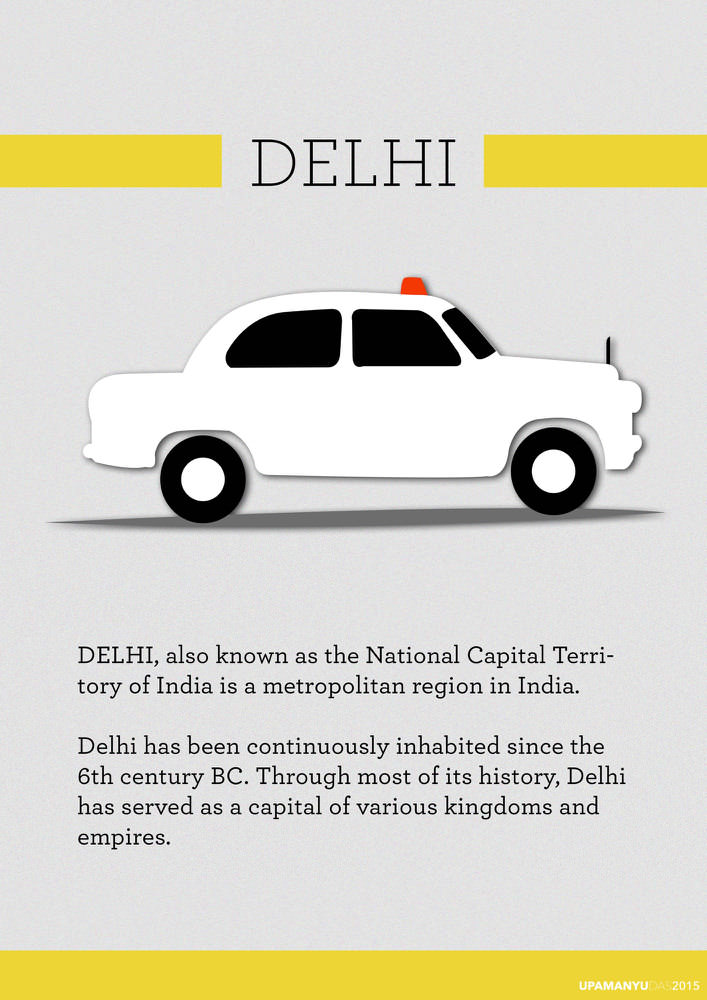 DELHI
DELHI, also known as the National Capital Terri-
tory of India is a metropolitan region in India.
Delhi has been continuously inhabited since the
6th century BC. Through most of its history, Delhi
has served as a capital of various kingdoms and
empires.
UPAMANYUDAS2015